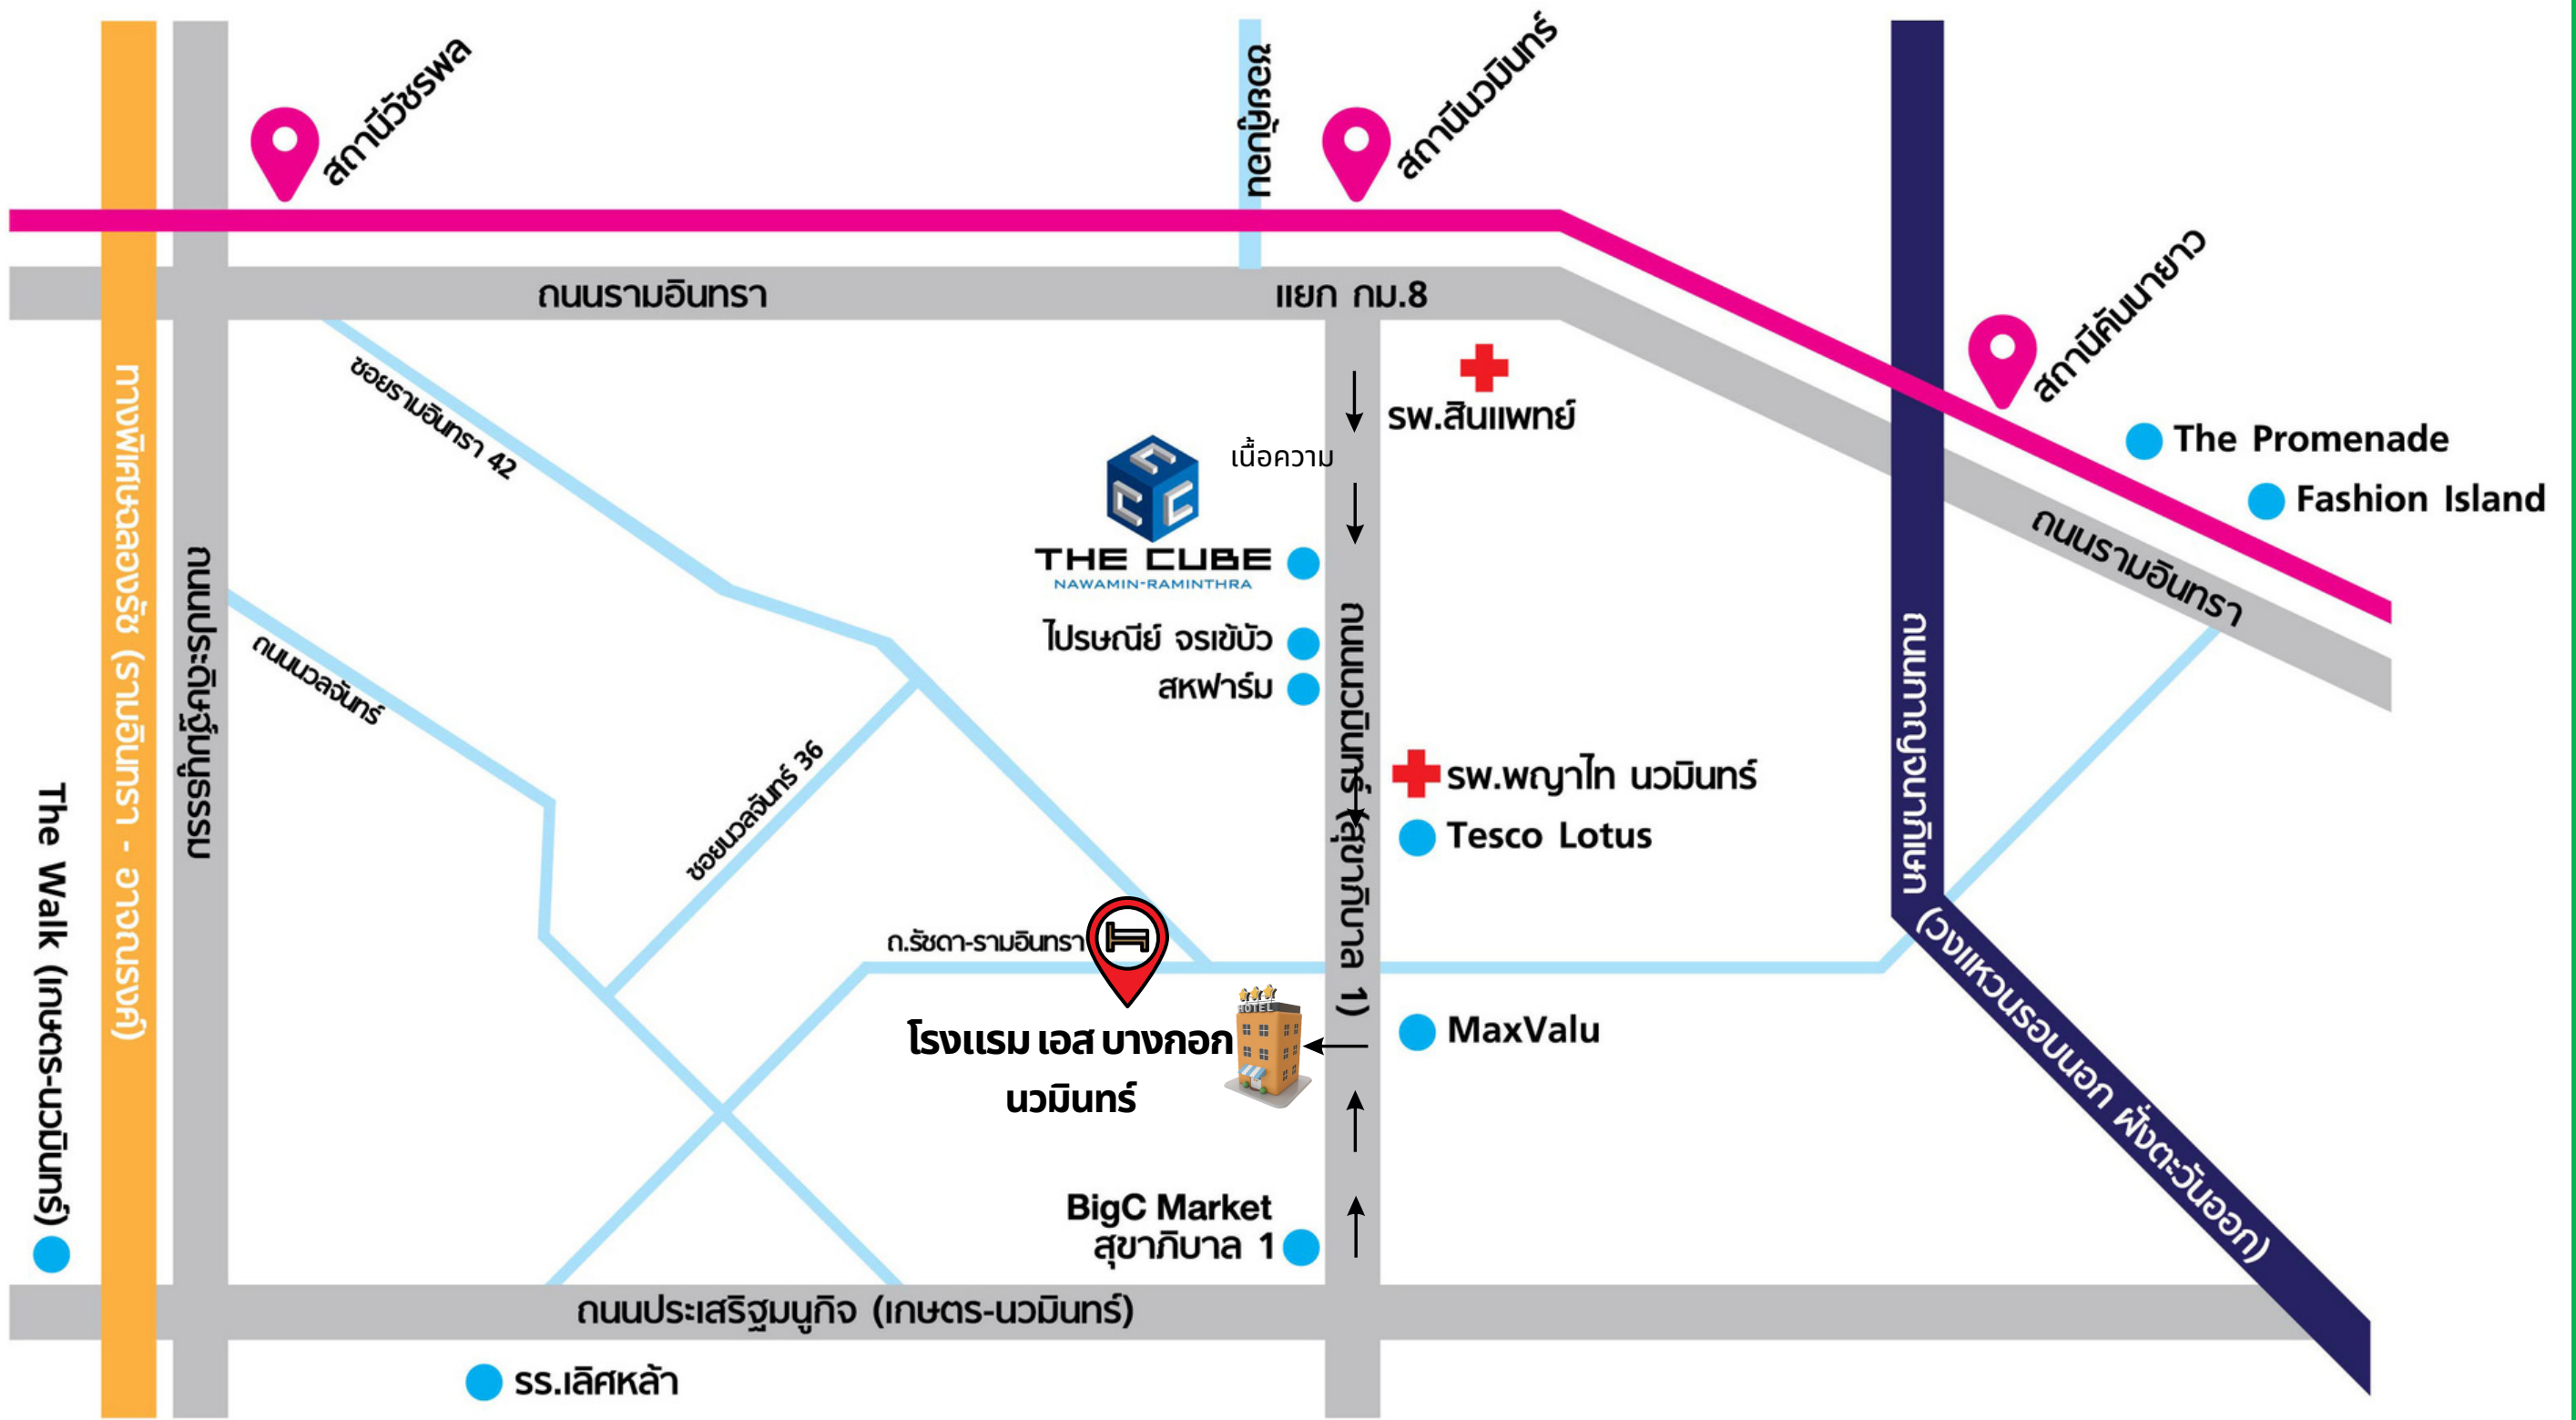 สถานีวัชรพล
ซอยคู้บอน
สถานีนวมินทร์
ถนนรามอินทรา
แยก กม.8
สถานีคันนายาว
ซอยรามอินทรา 42
รพ.สินแพทย์
เนื้อความ
The Promenade
Fashion Island
ถนนรามอินทรา
C C C
THE CUBE
NAWAMIN-RAMINTHRA
ไปรษณีย์ จรเข้บัว
สหฟาร์ม
ถนนนวลจันทร์
ซอยนวลจันทร์ 36
ทางพิเศษฉลองรัช (รามอินทรา - อาจณรงค์)
ถนนประดิษฐ์มนูธรรม
The Walk (เกษตร-นวมินทร์)
ถนนนวมินทร์ (สุขาภิบาล 1)
รพ.พญาไท นวมินทร์
Tesco Lotus
ถนนกาญจนาภิเษก
(วงแหวนรอบนอก ฝั่งตะวันออก)
ถ.รัชดา-รามอินทรา
HOTEL
โรงแรม เอส บางกอก
นวมินทร์
MaxValu
BigC Market
สุขาภิบาล 1
ถนนประเสริฐมนูกิจ (เกษตร-นวมินทร์)
รร.เลิศหล้า